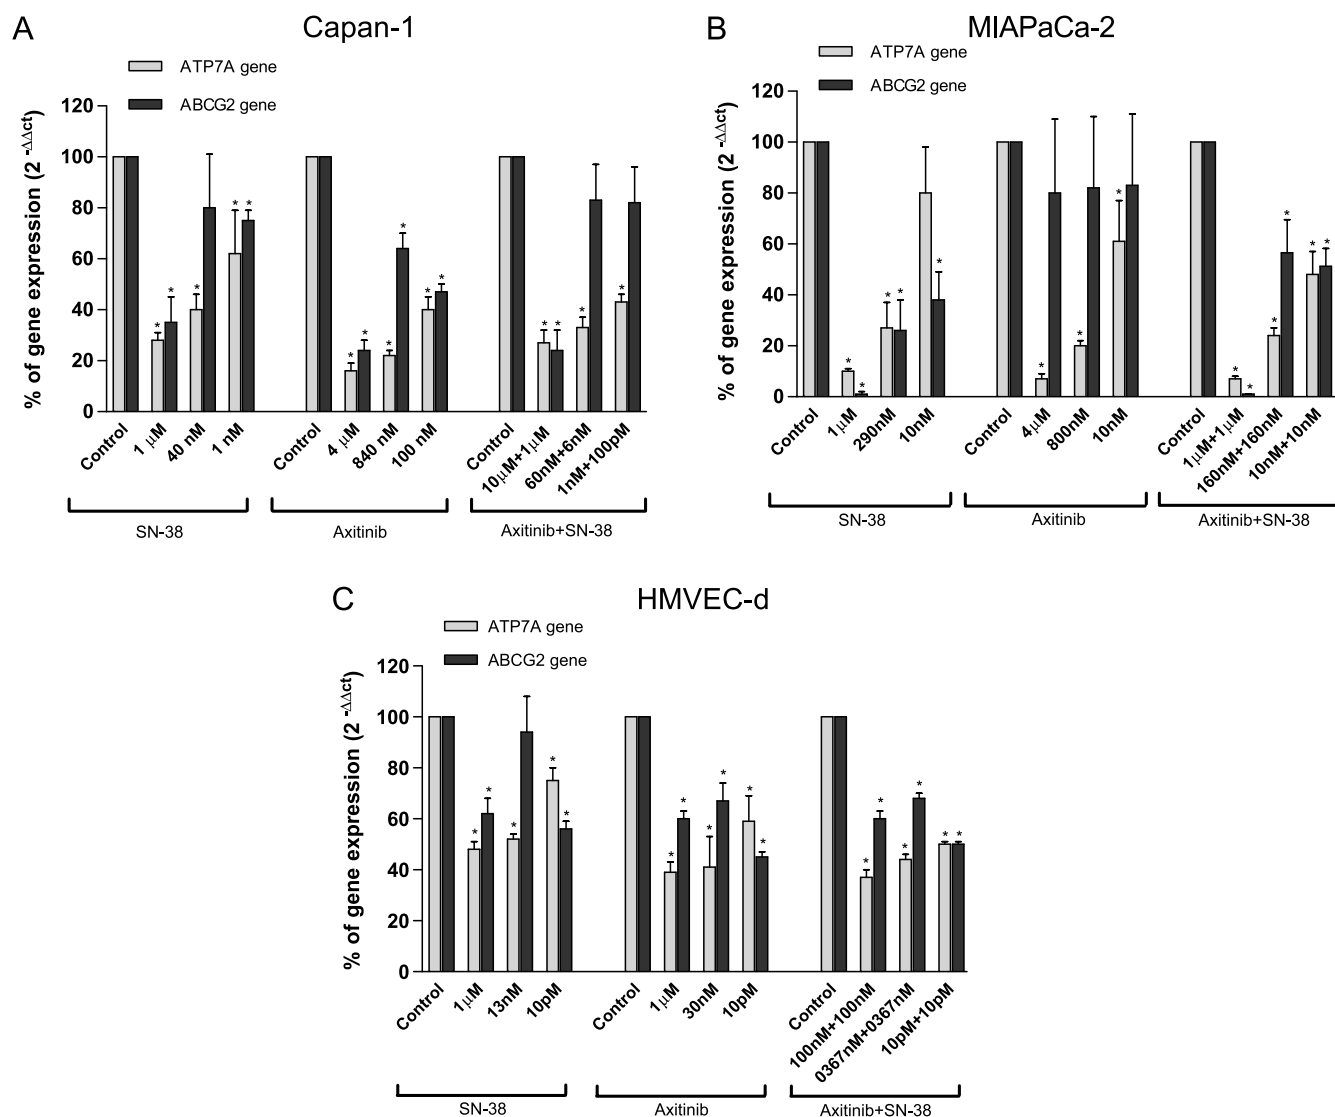 A
Capan-1
ATP7A gene
ABCG2 gene
% of gene expression (2 -ΔΔct)
120
100
80
60
40
20
0
* * * * *
* * * * * *
* * * *
Control 1 μM 40 nM 1 nM
Control 4 μM 840 nM 100 nM
Control 10μM+1μM 60nM+6nM 1nM+100pM
SN-38
Axitinib
Axitinib+SN-38
B
MIAPaCa-2
ATP7A gene
ABCG2 gene
% of gene expression (2 -ΔΔct)
120
100
80
60
40
20
0
* * * * *
* * *
* * * * * *
Control 1μM 290nM 10nM
Control 4μM 800nM 10nM
Control 1μM+1μM 160nM+160nM 10nM+10nM
SN-38
Axitinib
Axitinib+SN-38
C
HMVEC-d
ATP7A gene
ABCG2 gene
% of gene expression (2 -ΔΔct)
120
100
80
60
40
20
0
* * * * *
* * * * * *
* * * * * *
Control 1μM 13nM 10pM
Control 1μM 30nM 10pM
Control 100nM+100nM 0367nM+0367nM 10pM+10pM
SN-38
Axitinib
Axitinib+SN-38